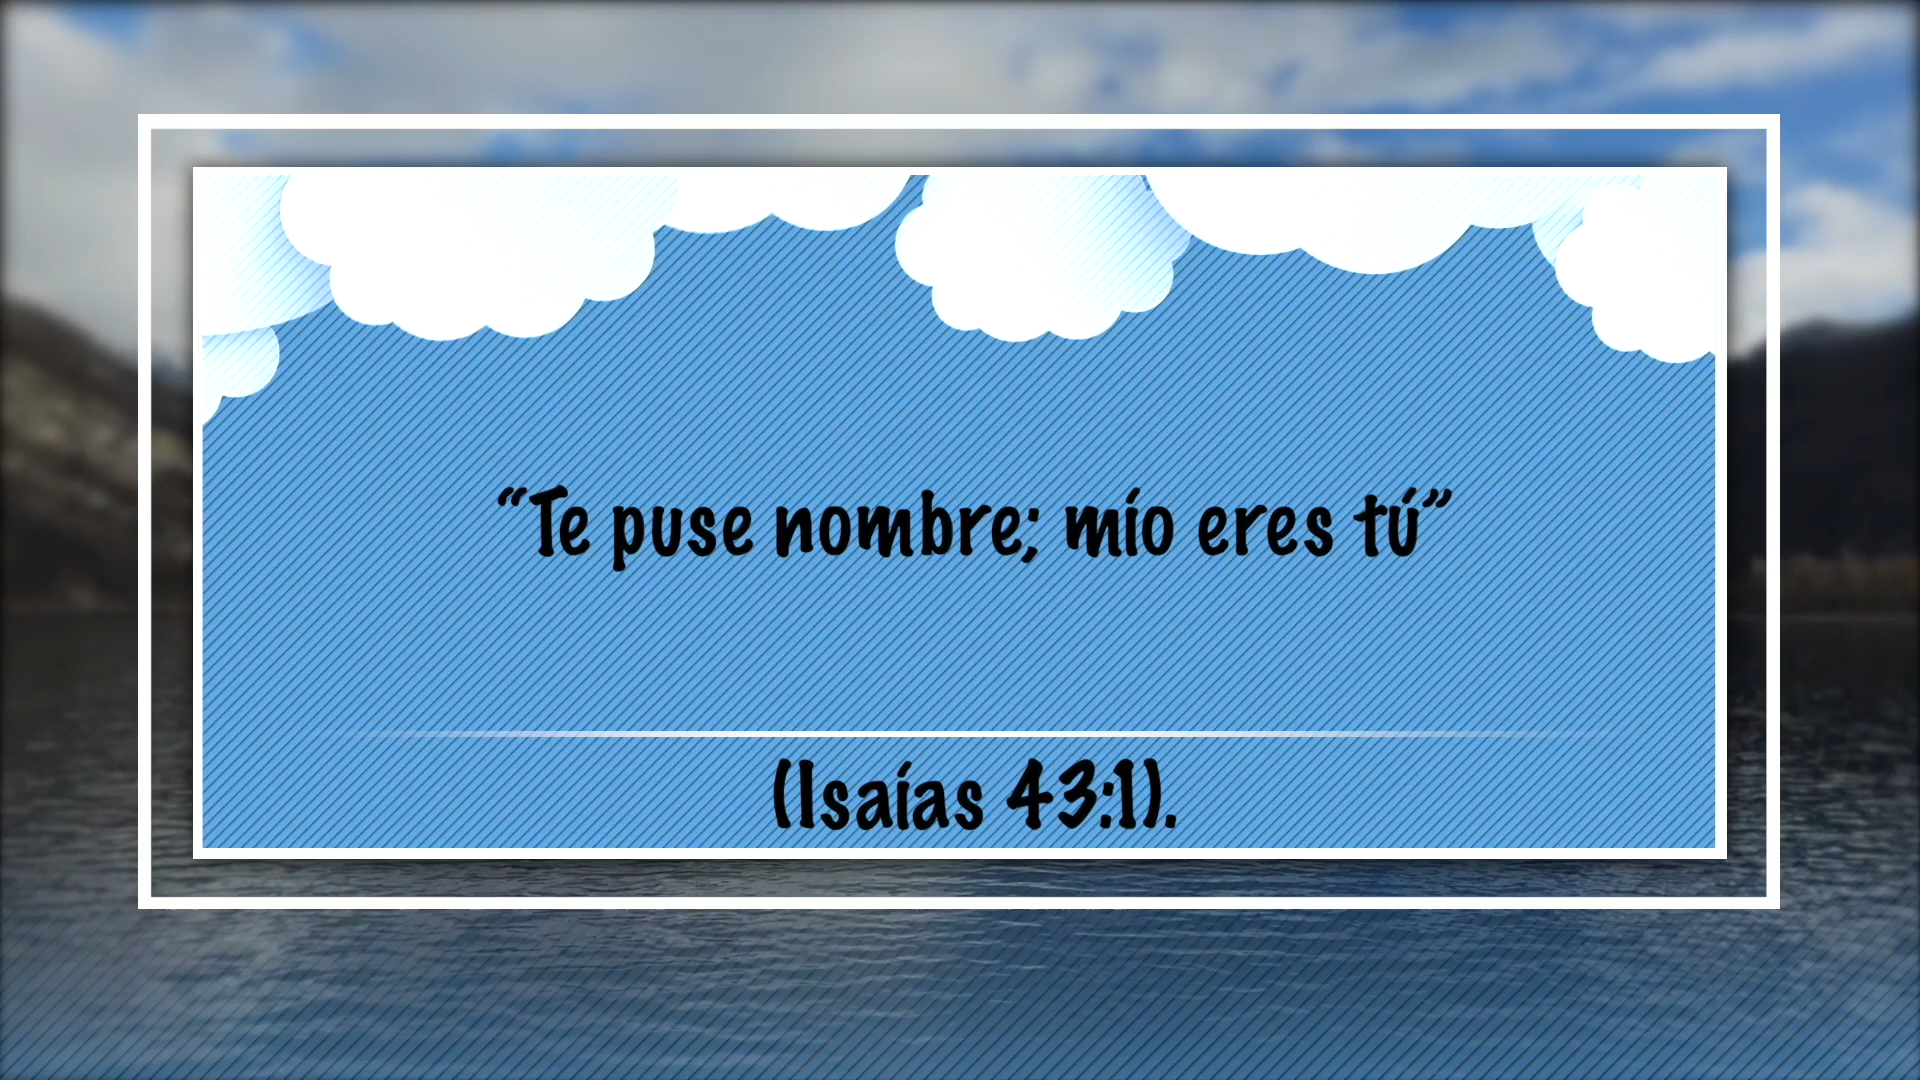 “Te puse nombre; mío eres tú”
(Isaías 43:1).